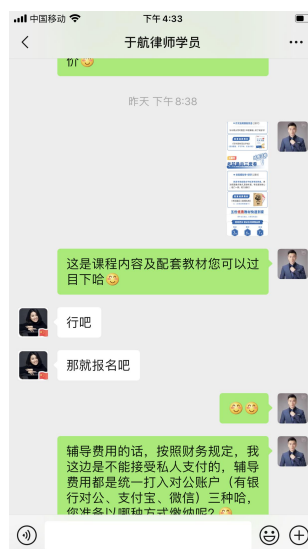 中国移动
下午4:33
于航律师学员
价
昨天 下午 8:38
这是课程内容及配套教材您可以过
目下哈
行吧
那就报名吧
辅导费用的话，按照财务规定，我
这边是不能接受私人支付的，辅导
费用都是统一打入对公账户（有银
行对公、支付宝、微信）三种哈，
您准备以哪种方式缴纳呢？